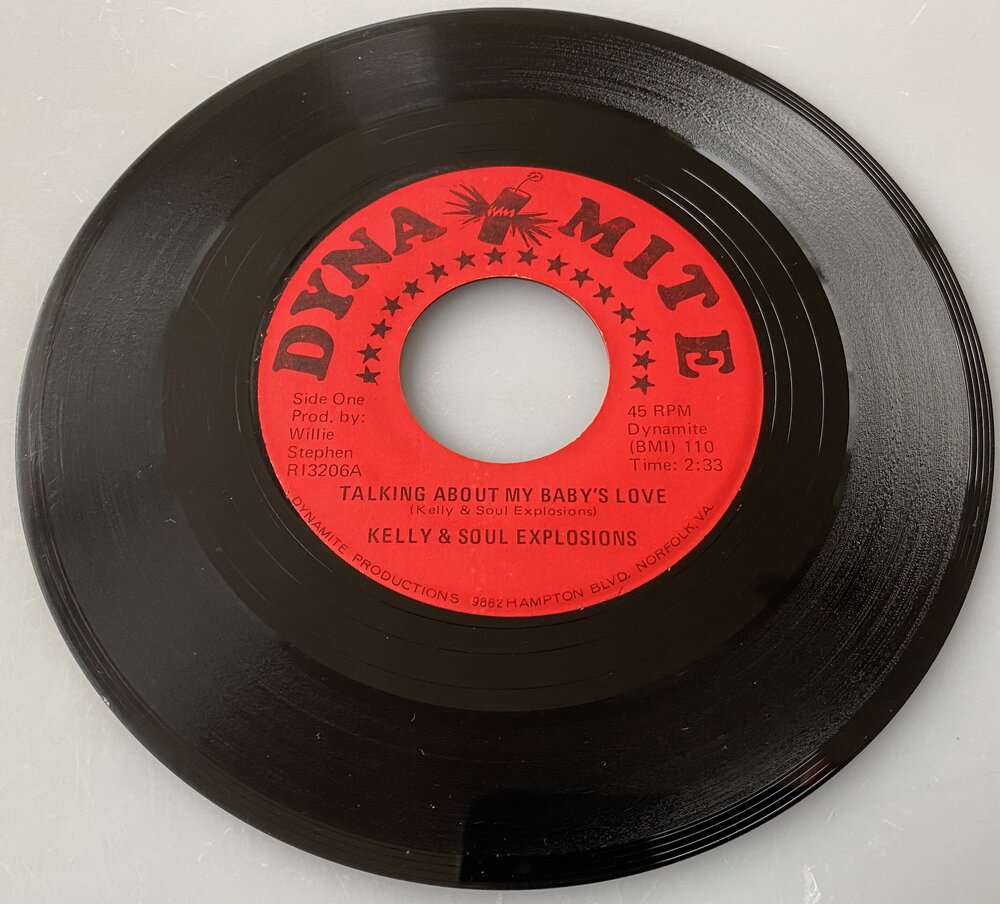 DYNA MITE
Side One
Prod. by:
Willie
Stephen
R13206A
45 RPM
Dynamite
(BMI) 110
Time: 2:33
TALKING ABOUT MY BABY'S LOVE
(Kelly & Soul Explosions)
KELLY & SOUL EXPLOSIONS
DYNAMITE PRODUCTIONS 9882 HAMPTON BLVD. NORFOLK, VA.